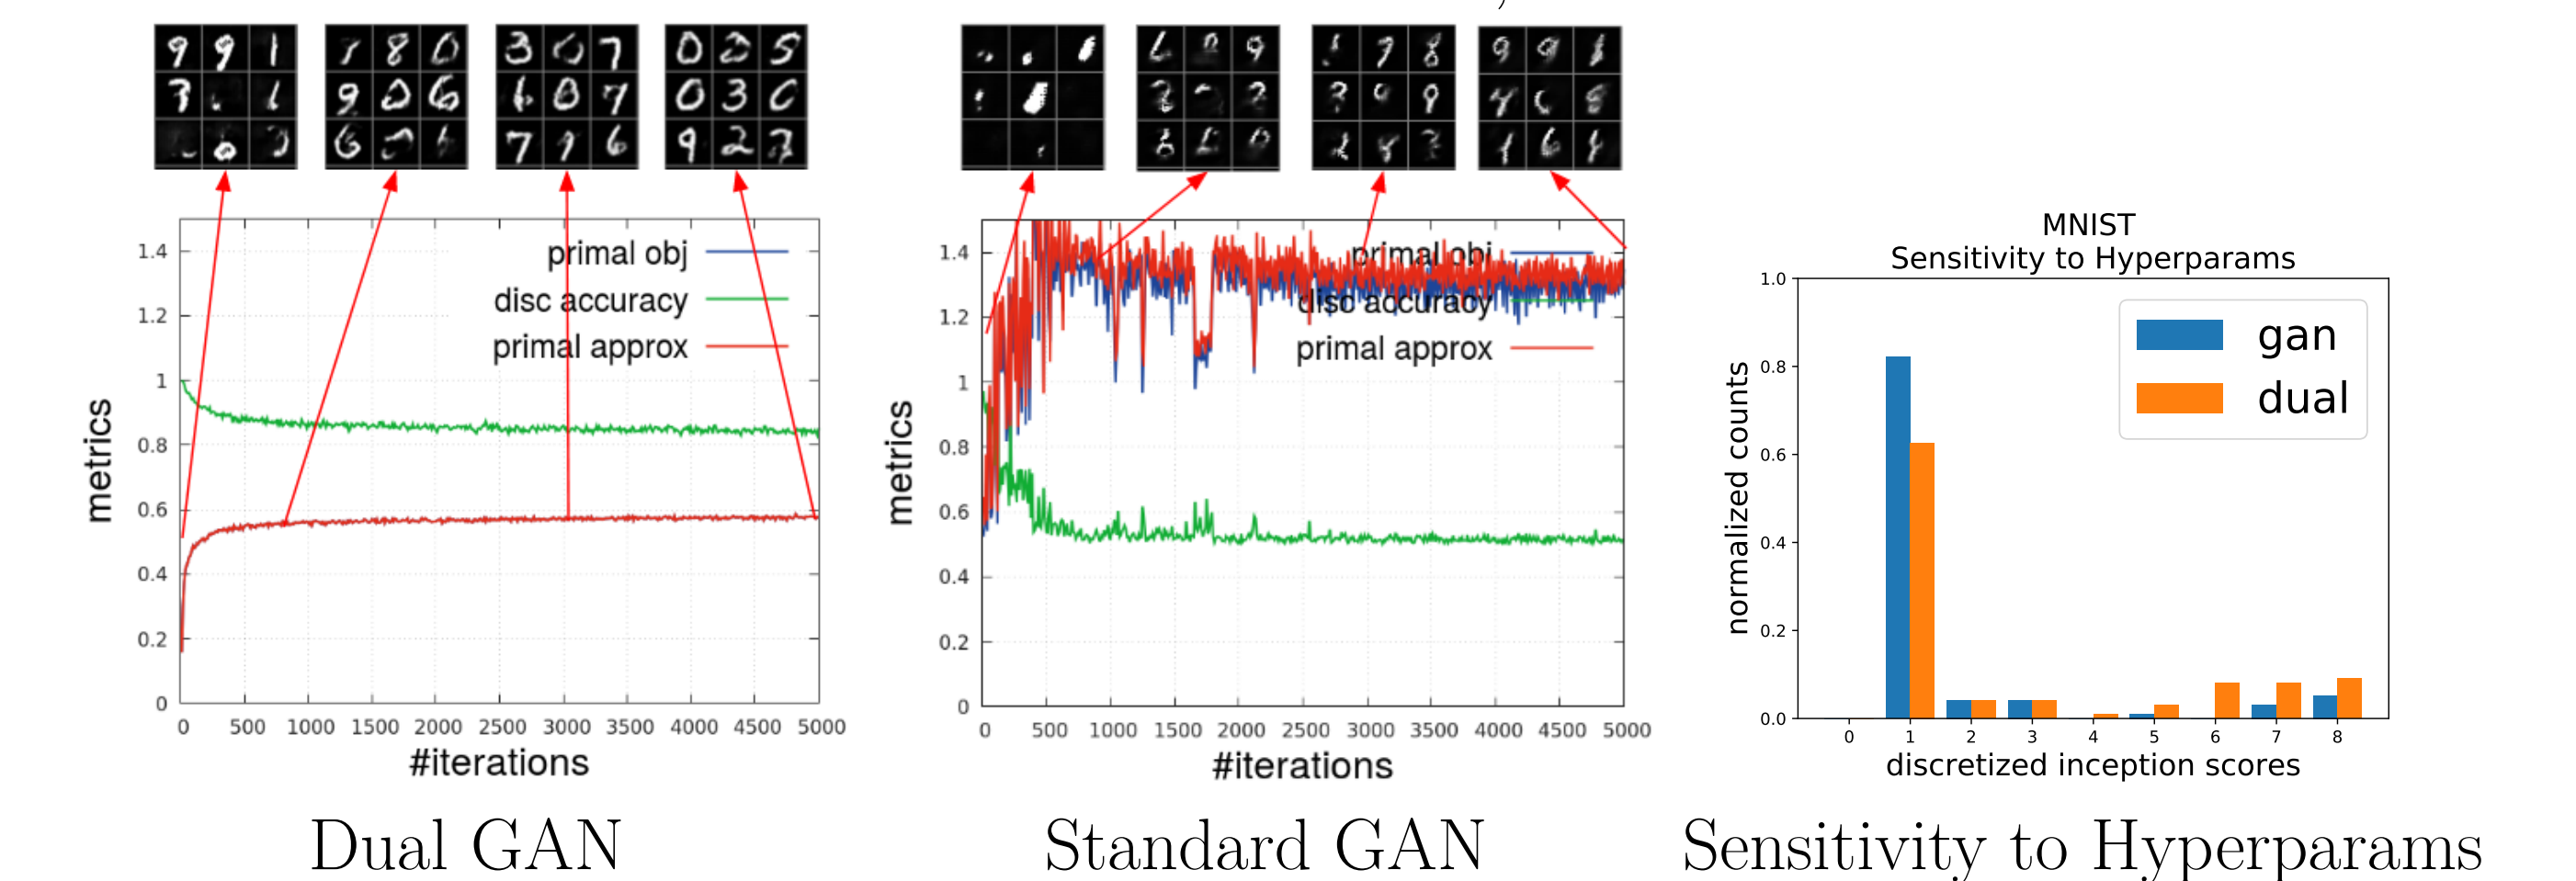 primal obj
disc accuracy
primal approx
1.4
1.2
1
0.8
0.6
0.4
0.2
0
metrics
0 500 1000 1500 2000 2500 3000 3500 4000 4500 5000
#iterations
Dual GAN
primal obj
disc accuracy
primal approx
1.4
1.2
1
0.8
0.6
0.4
0.2
0
metrics
0 500 1000 1500 2000 2500 3000 3500 4000 4500 5000
#iterations
Standard GAN
MNIST
Sensitivity to Hyperparams
gan
dual
1.0
0.8
0.6
0.4
0.2
0.0
normalized counts
0 1 2 3 4 5 6 7 8
discretized inception scores
Sensitivity to Hyperparams